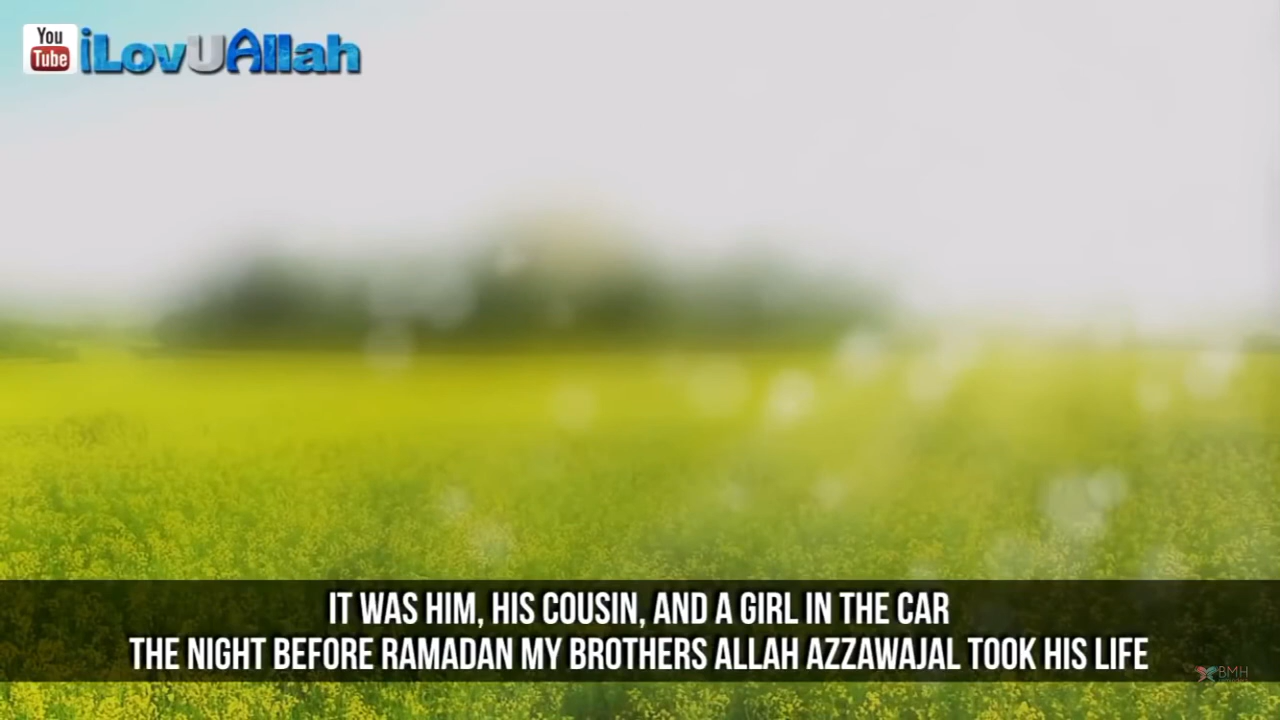 You
Tube
iLovUAllah
IT WAS HIM, HIS COUSIN, AND A GIRL IN THE CAR
THE NIGHT BEFORE RAMADAN MY BROTHERS ALLAH AZZAWAJAL TOOK HIS LIFE
BMH